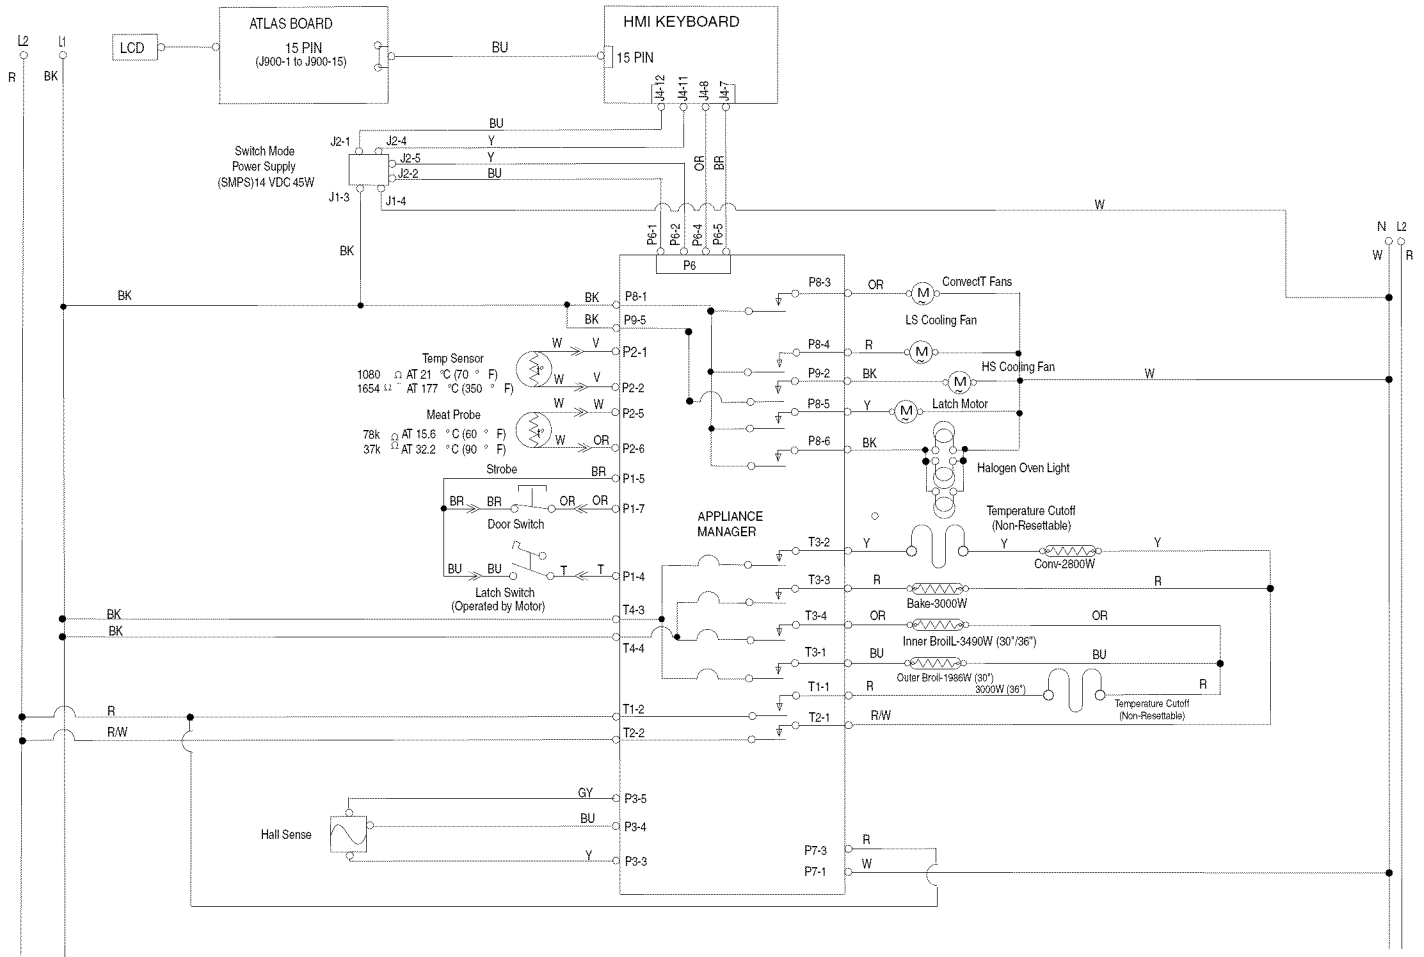 L2
L1
LCD
ATLAS BOARD
15 PIN
(J900-1 to J900-15)
BU
HMI KEYBOARD
15 PIN
J4-12
J4-11
J4-8
J4-7
R
BK
BU
J2-1
J2-4
Y
J2-5
Y
J2-2
BU
Switch Mode
Power Supply
(SMPS)14 VDC 45W
OR
BR
J1-3
J1-4
W
BK
P6-1
P6-2
P6-4
P6-5
P6
N
L2
W
R
BK
BK
P8-1
BK
P9-5
P8-3
OR
M
~
ConvectT Fans
LS Cooling Fan
P8-4
R
M
~
HS Cooling Fan
P9-2
BK
M
~
W
P8-5
Y
M
~
Latch Motor
P8-6
BK
Halogen Oven Light
Temp Sensor
1080 Ω AT 21 °C (70 ° F)
1654 Ω AT 177 °C (350 ° F)
W
V
P2-1
W
V
P2-2
Meat Probe
78k Ω AT 15.6 °C (60 ° F)
37k Ω AT 32.2 °C (90 ° F)
W
W
P2-5
W
OR
P2-6
Strobe
BR
P1-5
BR
BR
OR
OR
P1-7
Door Switch
BU
BU
T
T
P1-4
Latch Switch
(Operated by Motor)
APPLIANCE
MANAGER
Temperature Cutoff
(Non-Resettable)
T3-2
Y
Y
Y
Conv-2800W
T3-3
R
R
Bake-3000W
BK
T4-3
BK
T4-4
T3-4
OR
OR
Inner BroilL-3490W (30"/36")
T3-1
BU
BU
Outer Broil-1986W (30")
3000W (36")
T1-1
R
R
Temperature Cutoff
(Non-Resettable)
R
T1-2
T2-1
R/W
R/W
T2-2
GY
P3-5
BU
P3-4
Hall Sense
Y
P3-3
P7-3
R
P7-1
W